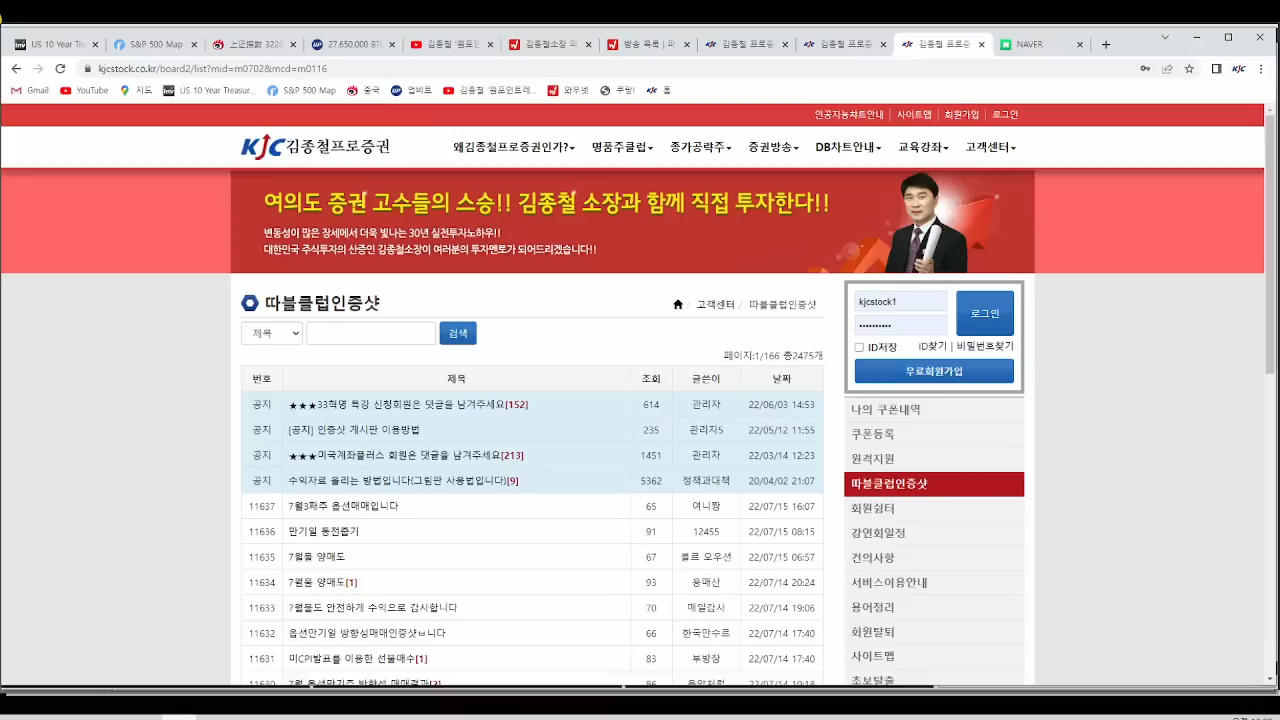 US 10 Year Tre
S&P 500 Map
上证指数 322
27,650,000 BT
김종철 '원포인
김종철소장 파
방송 목록 | 파
김종철 프로증
김종철 프로증
김종철 프로증
NAVER
kjcstock.co.kr/board2/list?mid=m0702&mcd=m0116
Gmail
YouTube
지도
US 10 Year Treasur...
S&P 500 Map
중국
업비트
김종철 '원포인트레...
와우넷
쿠팡!
홈
인공지능챠트안내 | 사이트맵 | 회원가입 | 로그인
KJC김종철프로증권
왜김종철프로증권인가?
명품주클럽
종가공략주
증권방송
DB차트안내
교육강좌
고객센터
여의도 증권 고수들의 스승!! 김종철 소장과 함께 직접 투자한다!!
변동성이 많은 장세에서 더욱 빛나는 30년 실전투자노하우!!
대한민국 주식투자의 산증인 김종철소장이 여러분의 투자멘토가 되어드리겠습니다!!
따블클럽인증샷
고객센터 / 따블클럽인증샷
제목
검색
페이지:1/166 총2475개
번호 제목 조회 글쓴이 날짜
공지 ★★★33혁명 특강 신청회원은 댓글을 남겨주세요[152] 614 관리자 22/06/03 14:53
공지 [공지] 인증샷 게시판 이용방법 235 관리자5 22/05/12 11:55
공지 ★★★미국계좌플러스 회원은 댓글을 남겨주세요[213] 1451 관리자 22/03/14 12:23
공지 수익자료 올리는 방법입니다(그림판 사용법입니다)[9] 5362 정책과대책 20/04/02 21:07
11637 7월3째주 옵션매매입니다 65 여니짱 22/07/15 16:07
11636 만기일 동전줍기 91 12455 22/07/15 08:15
11635 7월물 양매도 67 폴르 오우션 22/07/15 06:57
11634 7월물 양매도[1] 93 용매산 22/07/14 20:24
11633 7월물도 안전하게 수익으로 감사합니다 70 매일감사 22/07/14 19:06
11632 옵션만기일 방향성매매인증샷ㅂ니다 66 한국만수르 22/07/14 17:40
11631 미CPI발표를 이용한 선물매수[1] 83 부방장 22/07/14 17:40
kjcstock1
로그인
ID저장
ID찾기 | 비밀번호찾기
무료회원가입
나의 쿠폰내역
쿠폰등록
원격지원
따블클럽인증샷
회원쉼터
강연회일정
건의사항
서비스이용안내
용어정리
회원탈퇴
사이트맵
초보탈출